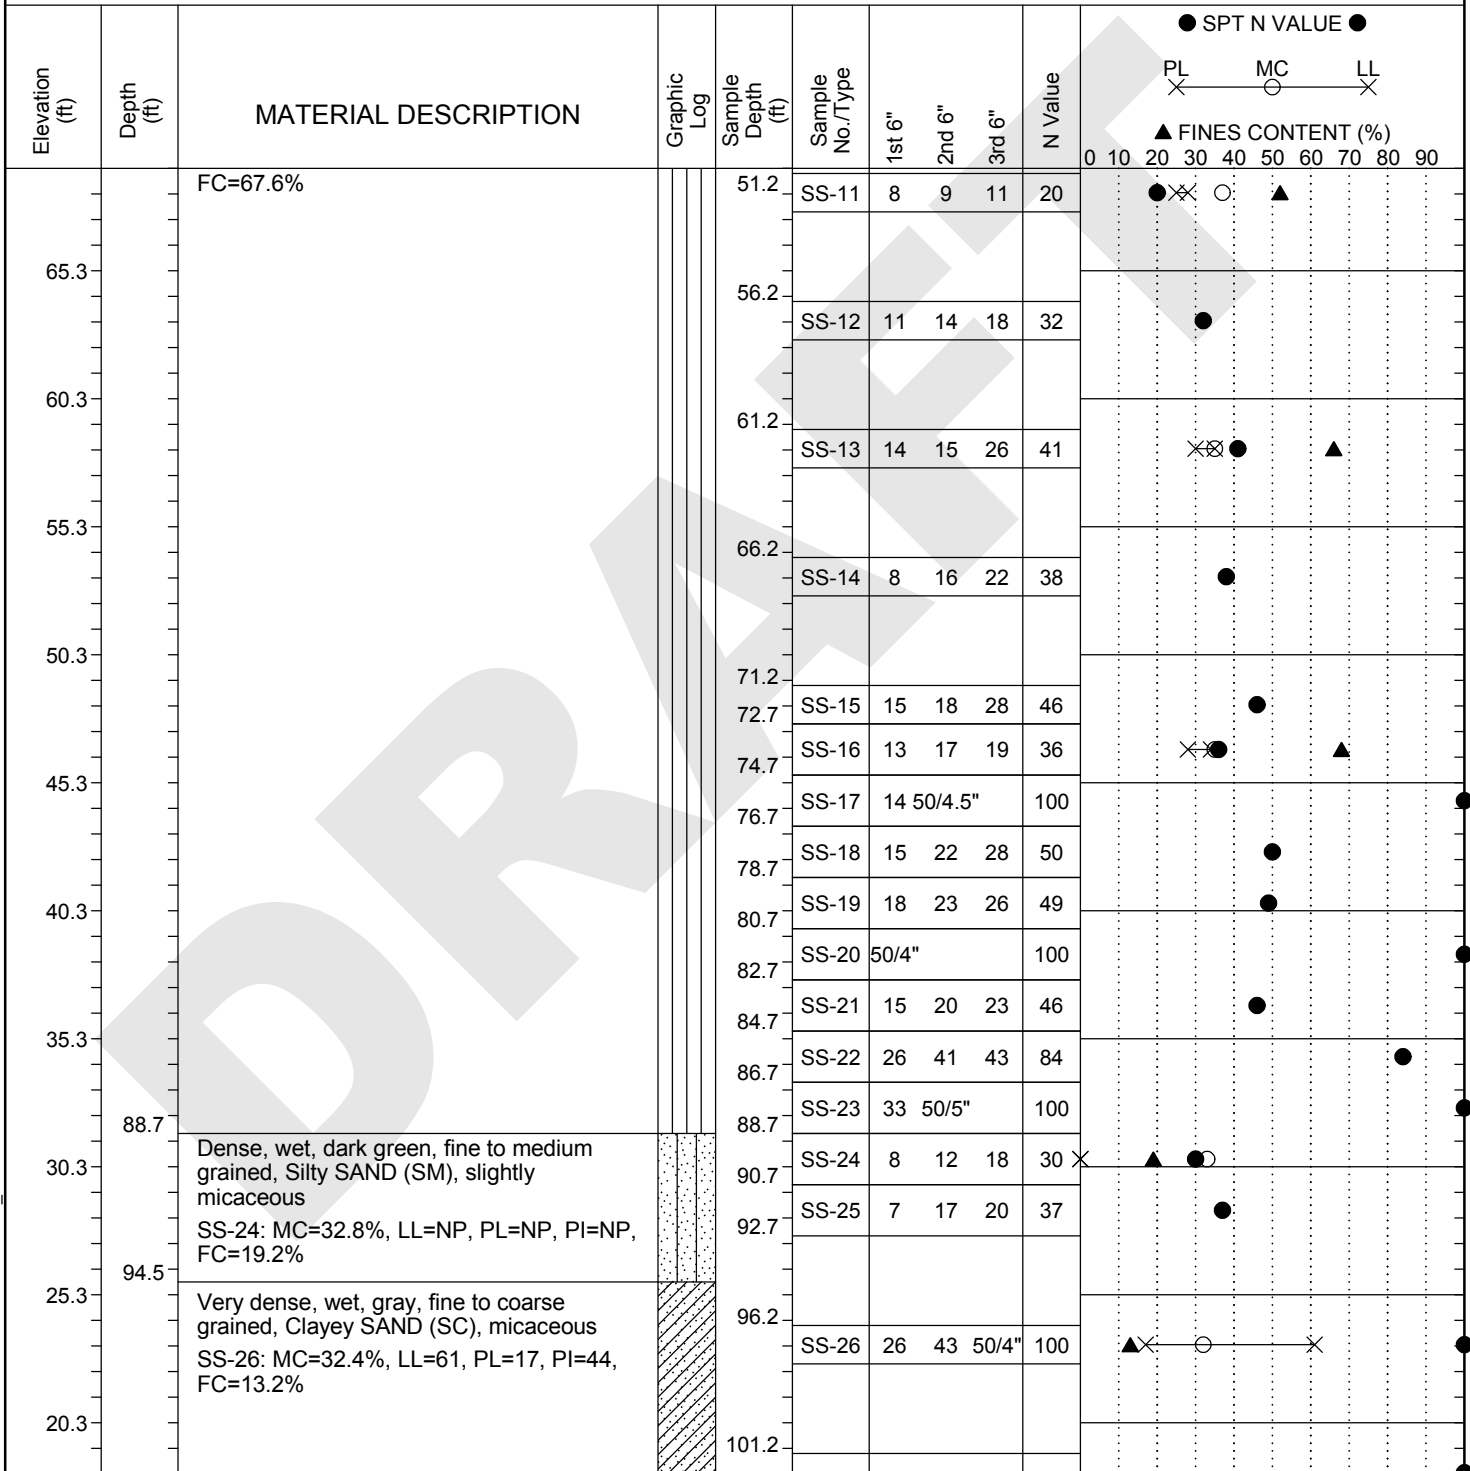 ● SPT N VALUE ●
PL MC LL
▲ FINES CONTENT (%)
0 10 20 30 40 50 60 70 80 90
Elevation (ft)
Depth (ft)
MATERIAL DESCRIPTION
Graphic Log
Sample Depth (ft)
Sample No./Type
1st 6"
2nd 6"
3rd 6"
N Value
FC=67.6%
51.2 SS-11 8 9 11 20
65.3
56.2
SS-12 11 14 18 32
60.3
61.2
SS-13 14 15 26 41
55.3
66.2
SS-14 8 16 22 38
50.3
71.2
SS-15 15 18 28 46
72.7
SS-16 13 17 19 36
74.7
45.3
SS-17 14 50/4.5" 100
76.7
SS-18 15 22 28 50
78.7
SS-19 18 23 26 49
40.3
80.7
SS-20 50/4" 100
82.7
SS-21 15 20 23 46
84.7
35.3
SS-22 26 41 43 84
86.7
SS-23 33 50/5" 100
88.7 88.7
Dense, wet, dark green, fine to medium
grained, Silty SAND (SM), slightly
micaceous
SS-24 8 12 18 30
30.3
90.7
SS-24: MC=32.8%, LL=NP, PL=NP, PI=NP,
FC=19.2%
SS-25 7 17 20 37
92.7
94.5
25.3
Very dense, wet, gray, fine to coarse
grained, Clayey SAND (SC), micaceous
96.2
SS-26: MC=32.4%, LL=61, PL=17, PI=44,
FC=13.2%
SS-26 26 43 50/4" 100
20.3
101.2
DRAFT